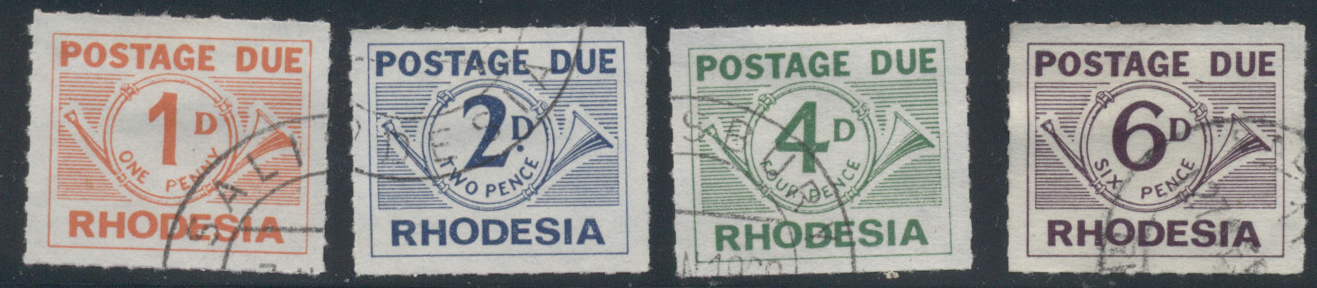 POSTAGE DUE
1D
ONE PENNY
RHODESIA
POSTAGE DUE
2.D
TWO PENCE
RHODESIA
POSTAGE DUE
4D
FOUR PENCE
RHODESIA
POSTAGE DUE
6D
SIX PENCE
RHODESIA